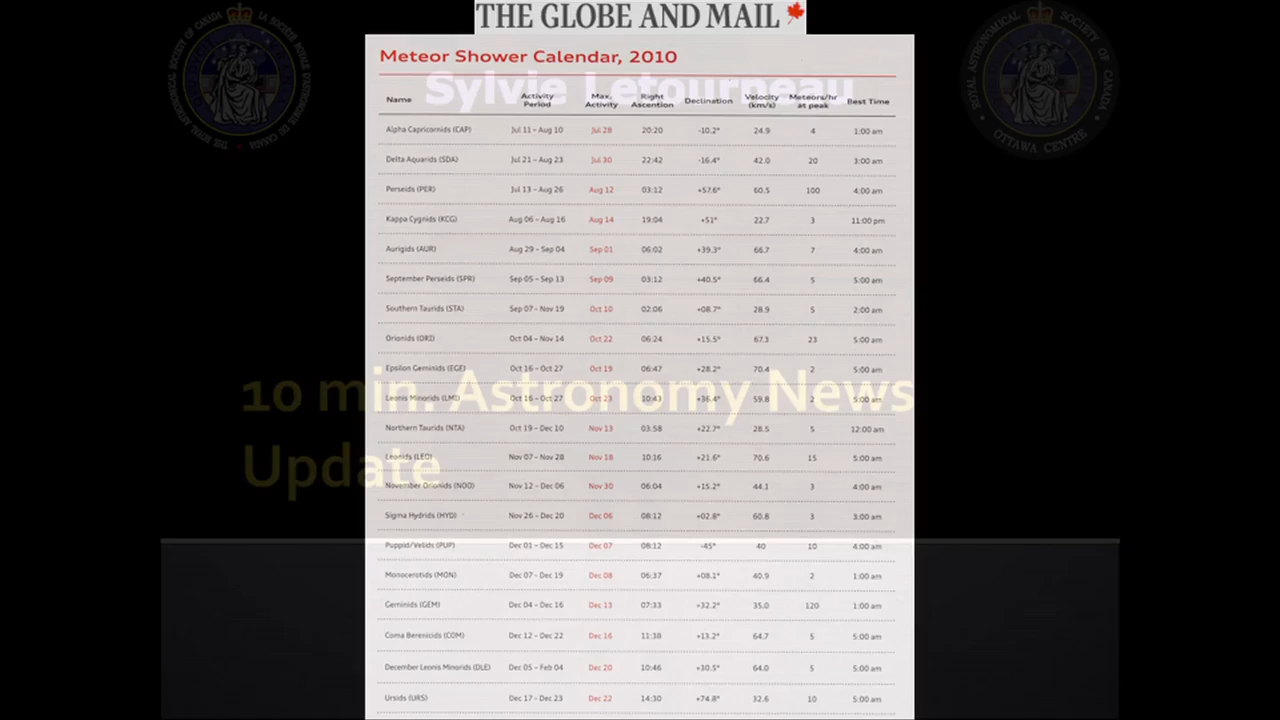 THE GLOBE AND MAIL
Meteor Shower Calendar, 2010
Sylvie Letourneau
Name Activity Period Max. Activity Right Ascension Declination Velocity (km/s) Meteors/hr at peak Best Time
Alpha Capricornids (CAP) Jul 11 – Aug 10 Jul 28 20:20 -10.2° 24.9 4 1:00 am
Delta Aquarids (SDA) Jul 21 – Aug 23 Jul 30 22:42 -16.4° 42.0 20 3:00 am
Perseids (PER) Jul 13 – Aug 26 Aug 12 03:12 +57.6° 60.5 100 4:00 am
Kappa Cygnids (KCG) Aug 06 – Aug 16 Aug 14 19:04 +51° 22.7 3 11:00 pm
Aurigids (AUR) Aug 29 – Sep 04 Sep 01 06:02 +39.3° 66.7 7 4:00 am
September Perseids (SPR) Sep 05 – Sep 13 Sep 09 03:12 +40.5° 66.4 5 5:00 am
Southern Taurids (STA) Sep 07 – Nov 19 Oct 10 02:06 +08.7° 28.9 5 2:00 am
Orionids (ORI) Oct 04 – Nov 14 Oct 22 06:24 +15.5° 67.3 23 5:00 am
Epsilon Geminids (EGE) Oct 16 – Oct 27 Oct 19 06:47 +28.2° 70.4 2 5:00 am
10 min. Astronomy News
Leonis Minorids (LMI) Oct 16 – Oct 27 Oct 23 10:43 +36.4° 59.8 2 5:00 am
Northern Taurids (NTA) Oct 19 – Dec 10 Nov 13 03:58 +22.7° 28.5 5 12:00 am
Leonids (LEO) Nov 07 – Nov 28 Nov 18 10:16 +21.6° 70.6 15 5:00 am
Update
November Orionids (NOO) Nov 12 – Dec 06 Nov 30 06:04 +15.2° 44.1 3 4:00 am
Sigma Hydrids (HYD) Nov 26 – Dec 20 Dec 06 08:12 +02.8° 60.8 3 3:00 am
Puppid/Velids (PUP) Dec 01 – Dec 15 Dec 07 08:12 -45° 40 10 4:00 am
Monocerotids (MON) Dec 07 – Dec 19 Dec 08 06:37 +08.1° 40.9 2 1:00 am
Geminids (GEM) Dec 04 – Dec 16 Dec 13 07:33 +32.2° 35.0 120 1:00 am
Coma Berenicids (COM) Dec 12 – Dec 22 Dec 16 11:38 +13.2° 64.7 5 5:00 am
December Leonis Minorids (DLE) Dec 05 – Feb 04 Dec 20 10:46 +30.5° 64.0 5 5:00 am
Ursids (URS) Dec 17 – Dec 23 Dec 22 14:30 +74.8° 32.6 10 5:00 am
THE ROYAL ASTRONOMICAL SOCIETY OF CANADA
ROYAL ASTRONOMICAL SOCIETY OF CANADA
OTTAWA CENTRE